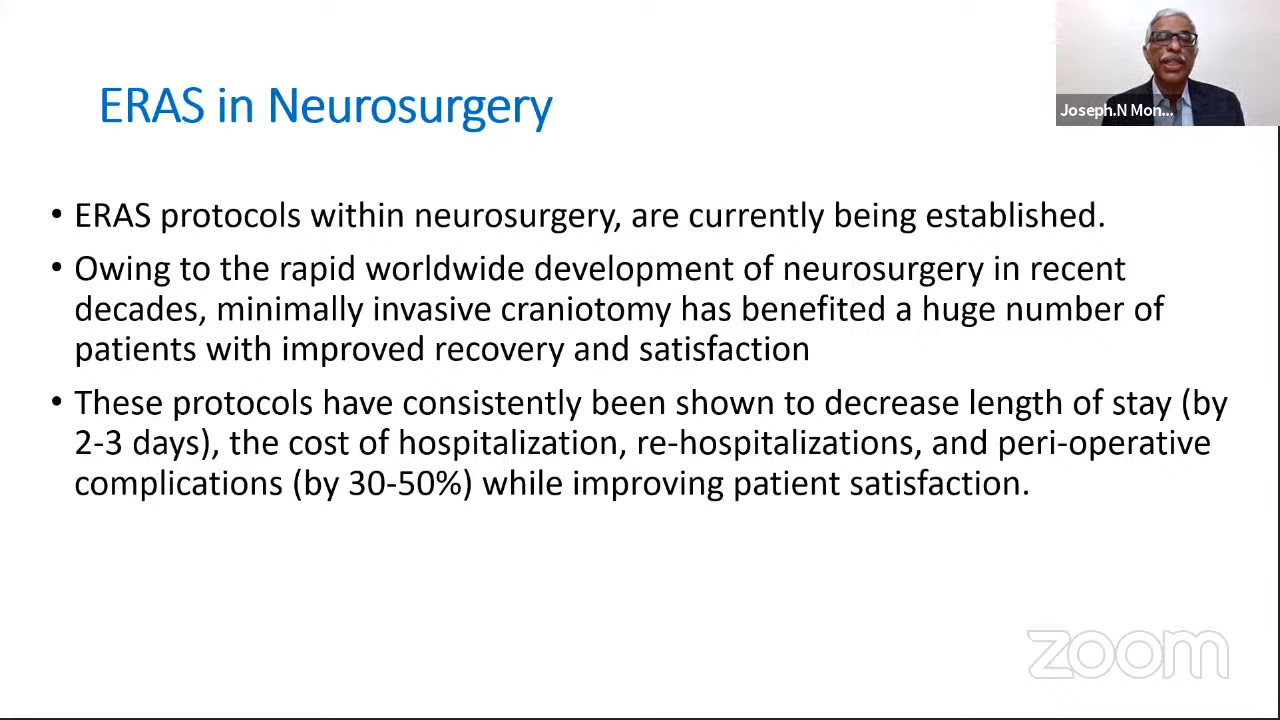 ERAS in Neurosurgery
Joseph.N Mon...
• ERAS protocols within neurosurgery, are currently being established.
• Owing to the rapid worldwide development of neurosurgery in recent
decades, minimally invasive craniotomy has benefited a huge number of
patients with improved recovery and satisfaction
• These protocols have consistently been shown to decrease length of stay (by
2-3 days), the cost of hospitalization, re-hospitalizations, and peri-operative
complications (by 30-50%) while improving patient satisfaction.
zoom